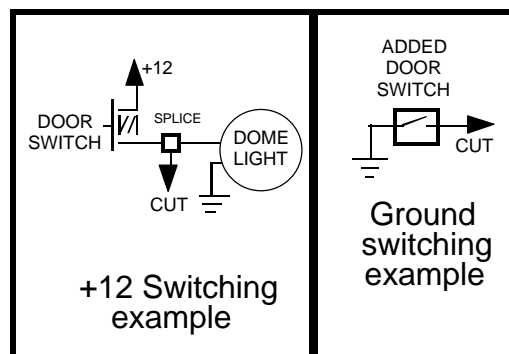 +12
DOOR
SWITCH
SPLICE
DOME
LIGHT
CUT
+12 Switching
example
ADDED
DOOR
SWITCH
CUT
Ground
switching
example